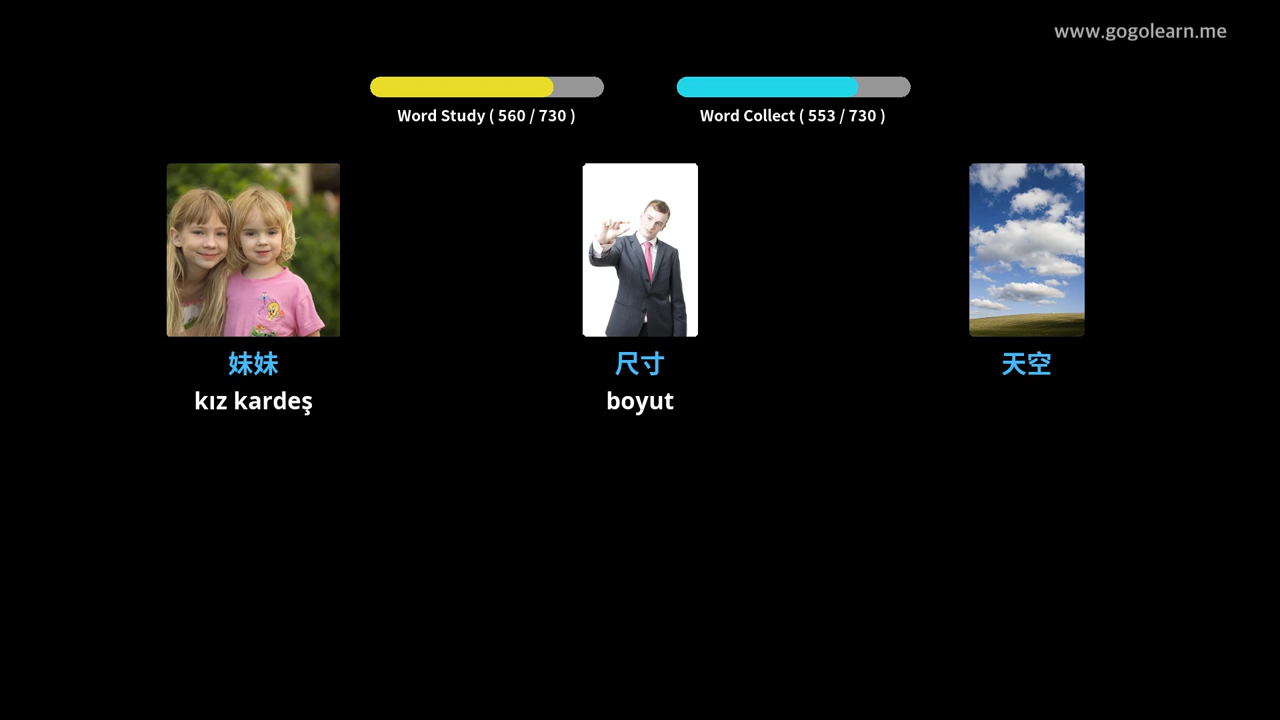 www.gogolearn.me
Word Study ( 560 / 730 )
Word Collect ( 553 / 730 )
妹妹
kız kardeş
尺寸
boyut
天空